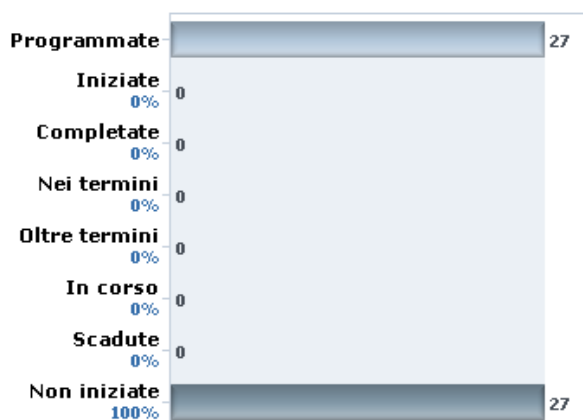 Programmate 27
Iniziate 0
0%
Completate 0
0%
Nei termini 0
0%
Oltre termini 0
0%
In corso 0
0%
Scadute 0
0%
Non iniziate 27
100%